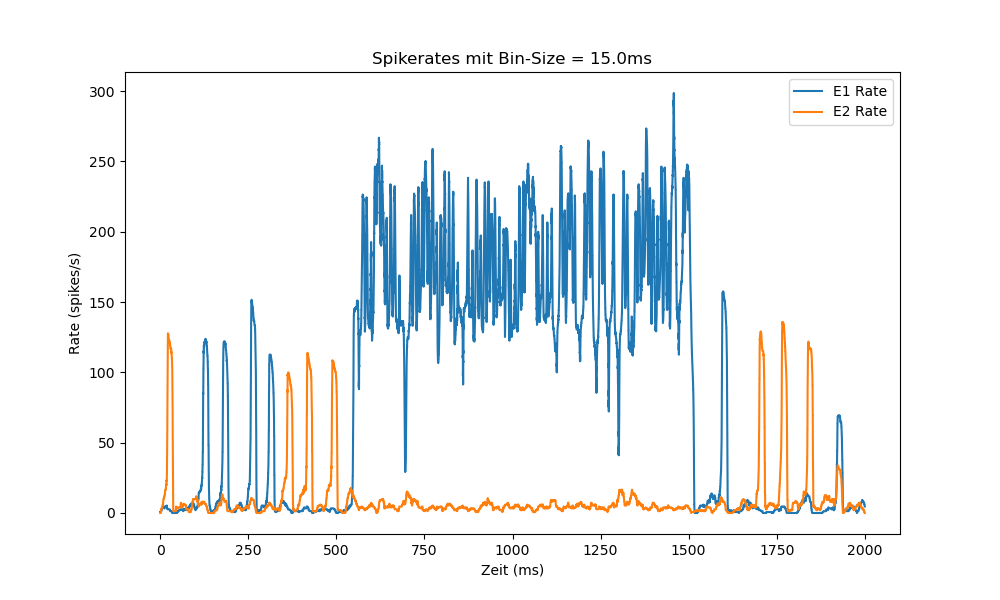 Spikerates mit Bin-Size = 15.0ms
E1 Rate
E2 Rate
Rate (spikes/s)
300
250
200
150
100
50
0
0 250 500 750 1000 1250 1500 1750 2000
Zeit (ms)